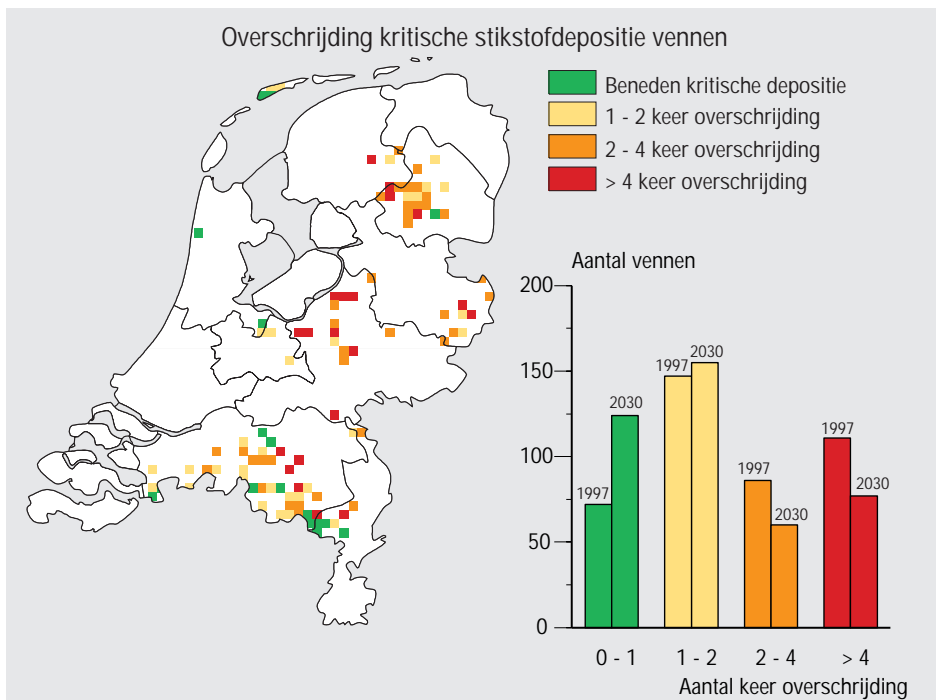 Overschrijding kritische stikstofdepositie vennen
Beneden kritische depositie
1 - 2 keer overschrijding
2 - 4 keer overschrijding
> 4 keer overschrijding
Aantal vennen
200
150
100
50
0
1997
2030
1997
2030
1997
2030
1997
2030
0 - 1
1 - 2
2 - 4
> 4
Aantal keer overschrijding